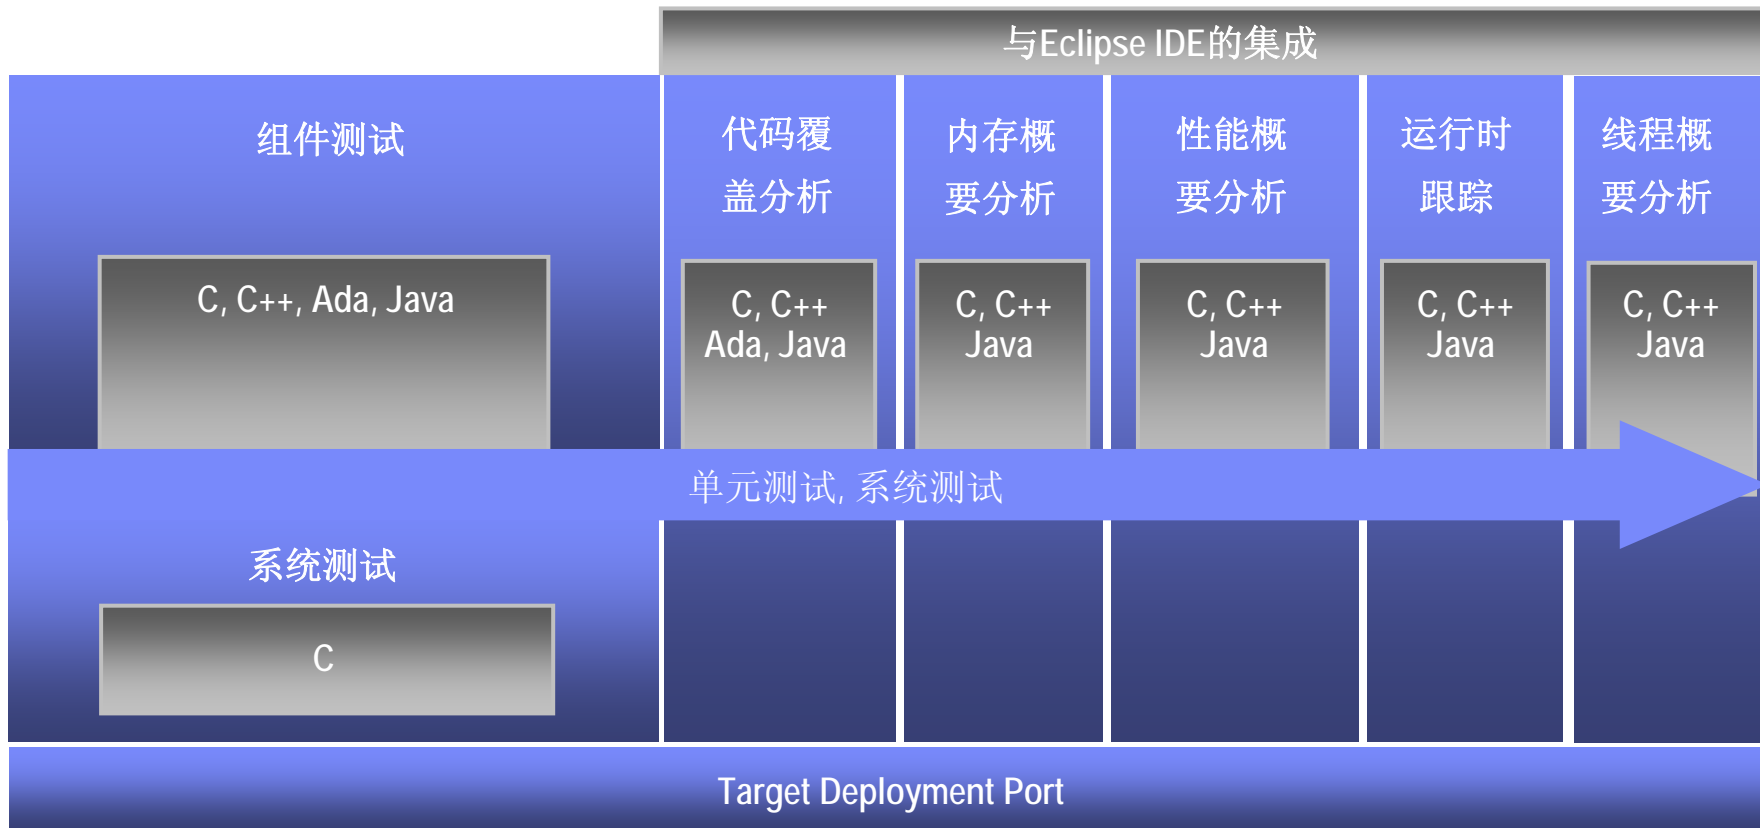 与Eclipse IDE的集成
组件测试
C, C++, Ada, Java
代码覆
盖分析
C, C++
Ada, Java
内存概
要分析
C, C++
Java
性能概
要分析
C, C++
Java
运行时
跟踪
C, C++
Java
线程概
要分析
C, C++
Java
单元测试, 系统测试
系统测试
C
Target Deployment Port